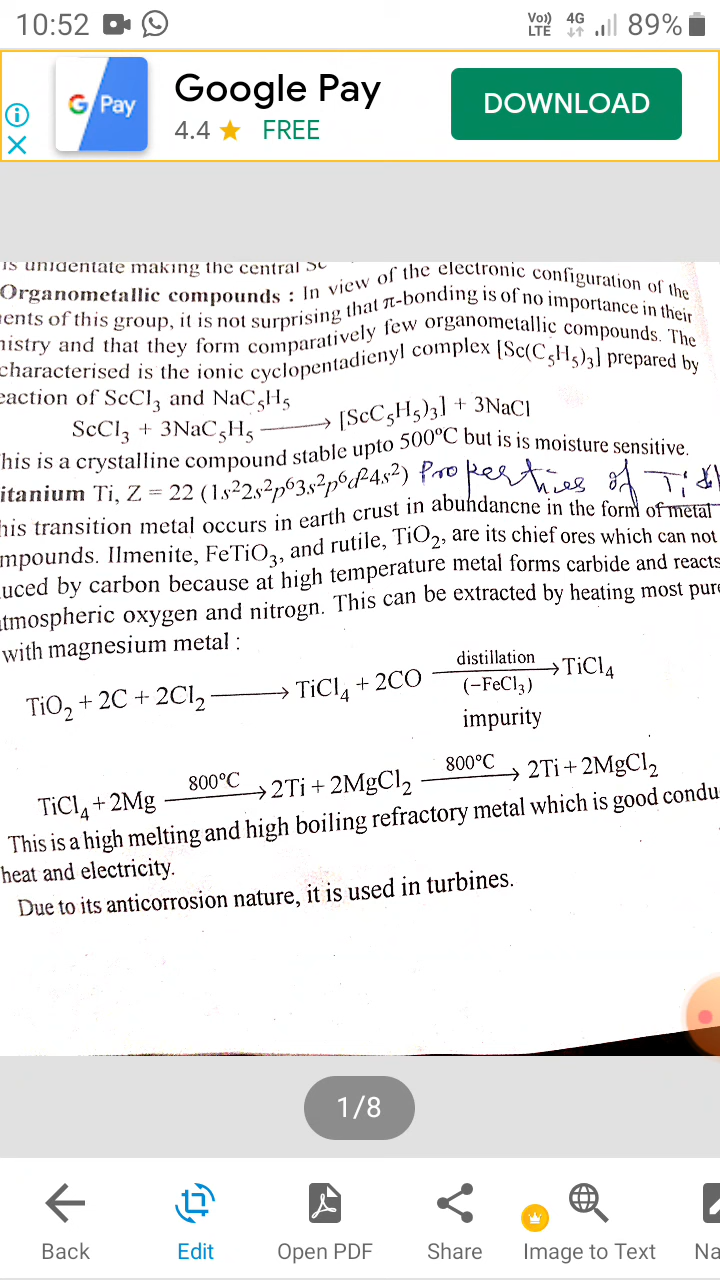 10:52 Vo)) LTE 4G 89%
G Pay Google Pay DOWNLOAD
4.4 ★ FREE
is unidentate making the central Sc
Organometallic compounds : In view of the electronic configuration of the
ents of this group, it is not surprising that π-bonding is of no importance in their
istry and that they form comparatively few organometallic compounds. The
characterised is the ionic cyclopentadienyl complex [Sc(C₅H₅)₃] prepared by
eaction of ScCl₃ and NaC₅H₅
ScCl₃ + 3NaC₅H₅ ⟶ [ScC₅H₅)₃] + 3NaCl
his is a crystalline compound stable upto 500°C but is is moisture sensitive.
itanium Ti, Z = 22 (1s²2s²p⁶3s²p⁶d²4s²) Properties of Ti
his transition metal occurs in earth crust in abundancne in the form of metal
mpounds. Ilmenite, FeTiO₃, and rutile, TiO₂, are its chief ores which can not
uced by carbon because at high temperature metal forms carbide and reacts
tmospheric oxygen and nitrogn. This can be extracted by heating most pure
with magnesium metal :
TiO₂ + 2C + 2Cl₂ ⟶ TiCl₄ + 2CO distillation (–FeCl₃) ⟶ TiCl₄
impurity
TiCl₄ + 2Mg 800°C ⟶ 2Ti + 2MgCl₂ 800°C ⟶ 2Ti + 2MgCl₂
This is a high melting and high boiling refractory metal which is good condu
heat and electricity.
Due to its anticorrosion nature, it is used in turbines.
1/8
Back Edit Open PDF Share Image to Text Na